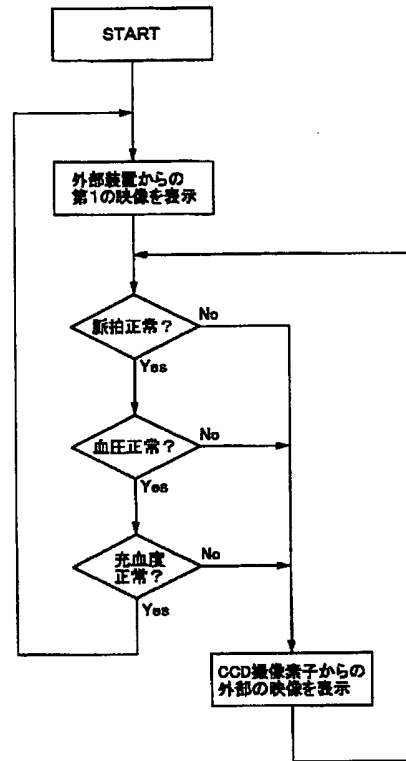 START
外部装置からの
第1の映像を表示
脈拍正常?
No
Yes
血圧正常?
No
Yes
充血度
正常?
No
Yes
CCD撮像素子からの
外部の映像を表示